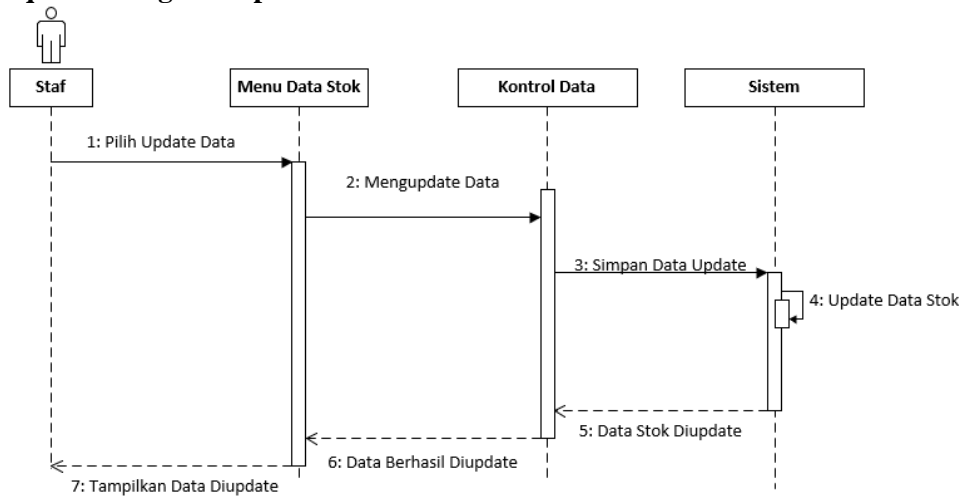 Staf
Menu Data Stok
Kontrol Data
Sistem
1: Pilih Update Data
2: Mengupdate Data
3: Simpan Data Update
4: Update Data Stok
5: Data Stok Diupdate
6: Data Berhasil Diupdate
7: Tampilkan Data Diupdate